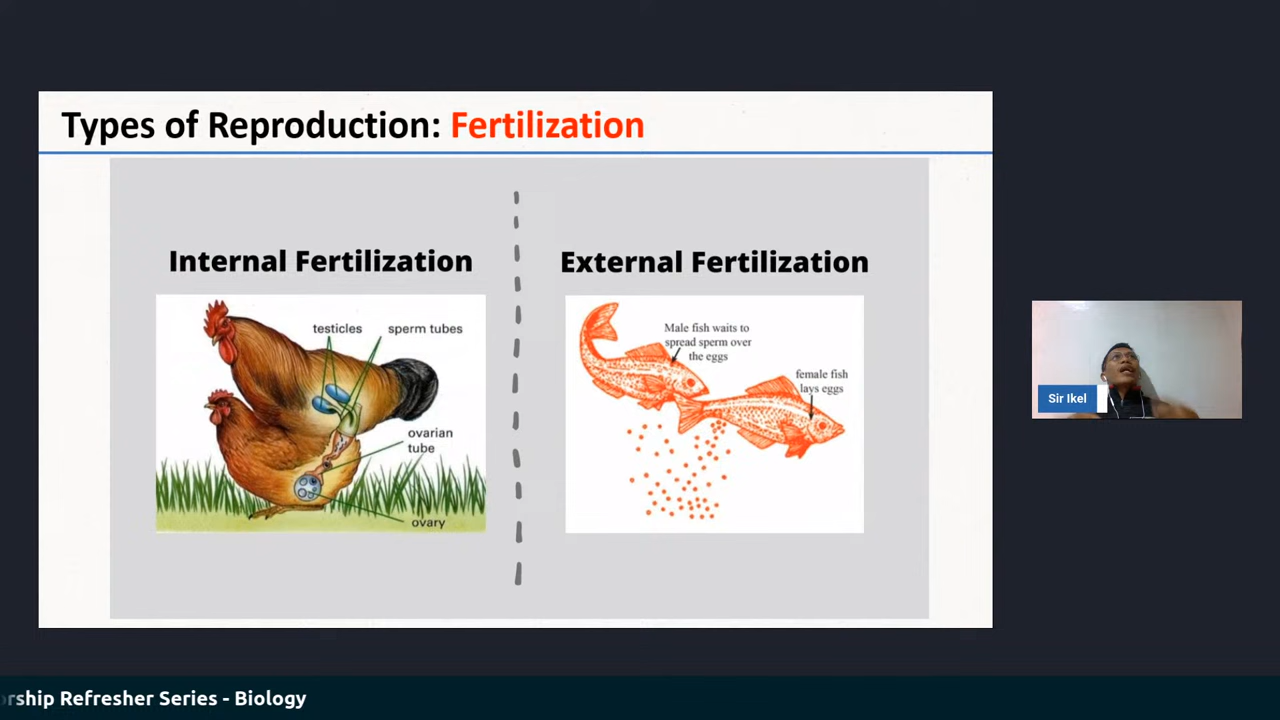 Types of Reproduction: Fertilization
Internal Fertilization
testicles
sperm tubes
ovarian
tube
ovary
External Fertilization
Male fish waits to
spread sperm over
the eggs
female fish
lays eggs
Sir Ikel
Refresher Series - Biology